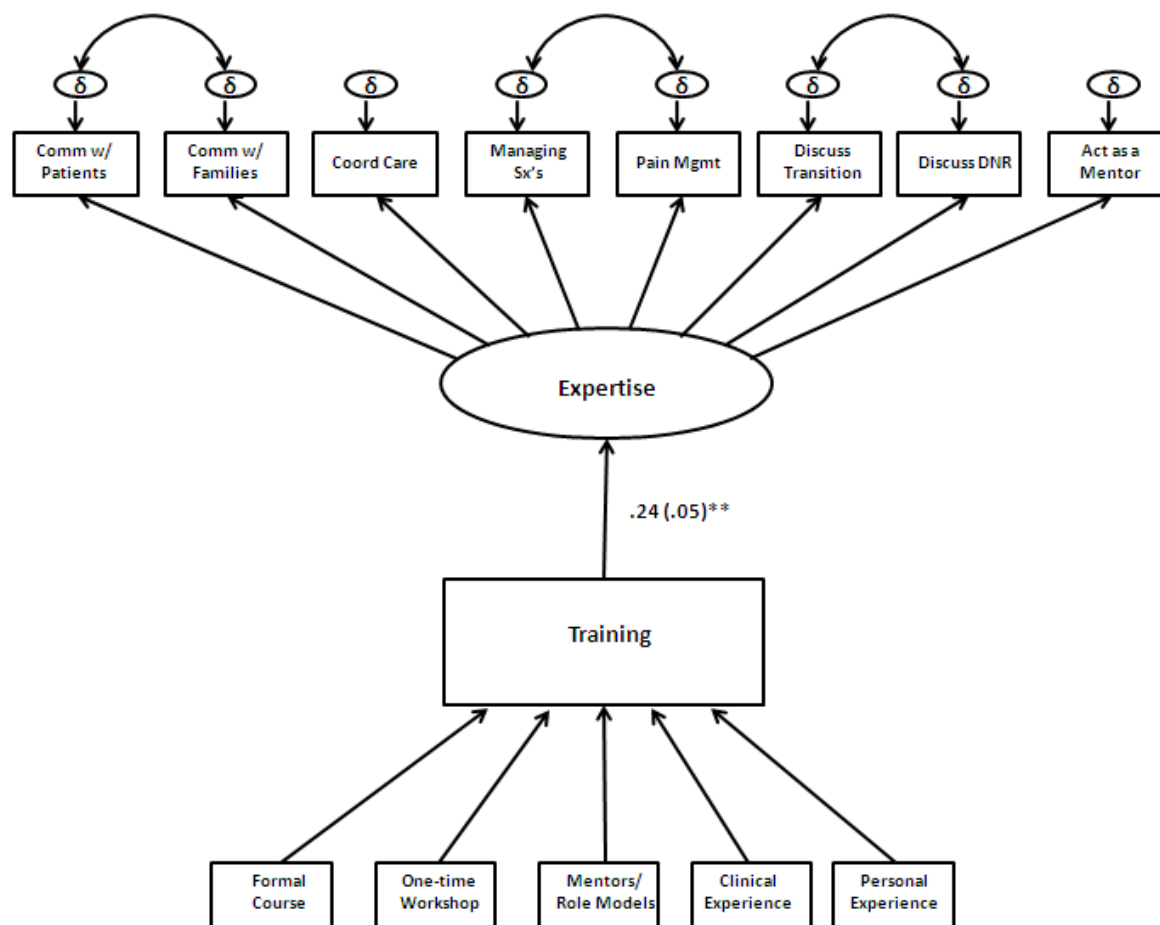 δ δ δ δ δ δ δ δ
Comm w/
Patients
Comm w/
Families
Coord Care
Managing
Sx's
Pain Mgmt
Discuss
Transition
Discuss DNR
Act as a
Mentor
Expertise
.24 (.05)**
Training
Formal
Course
One-time
Workshop
Mentors/
Role Models
Clinical
Experience
Personal
Experience